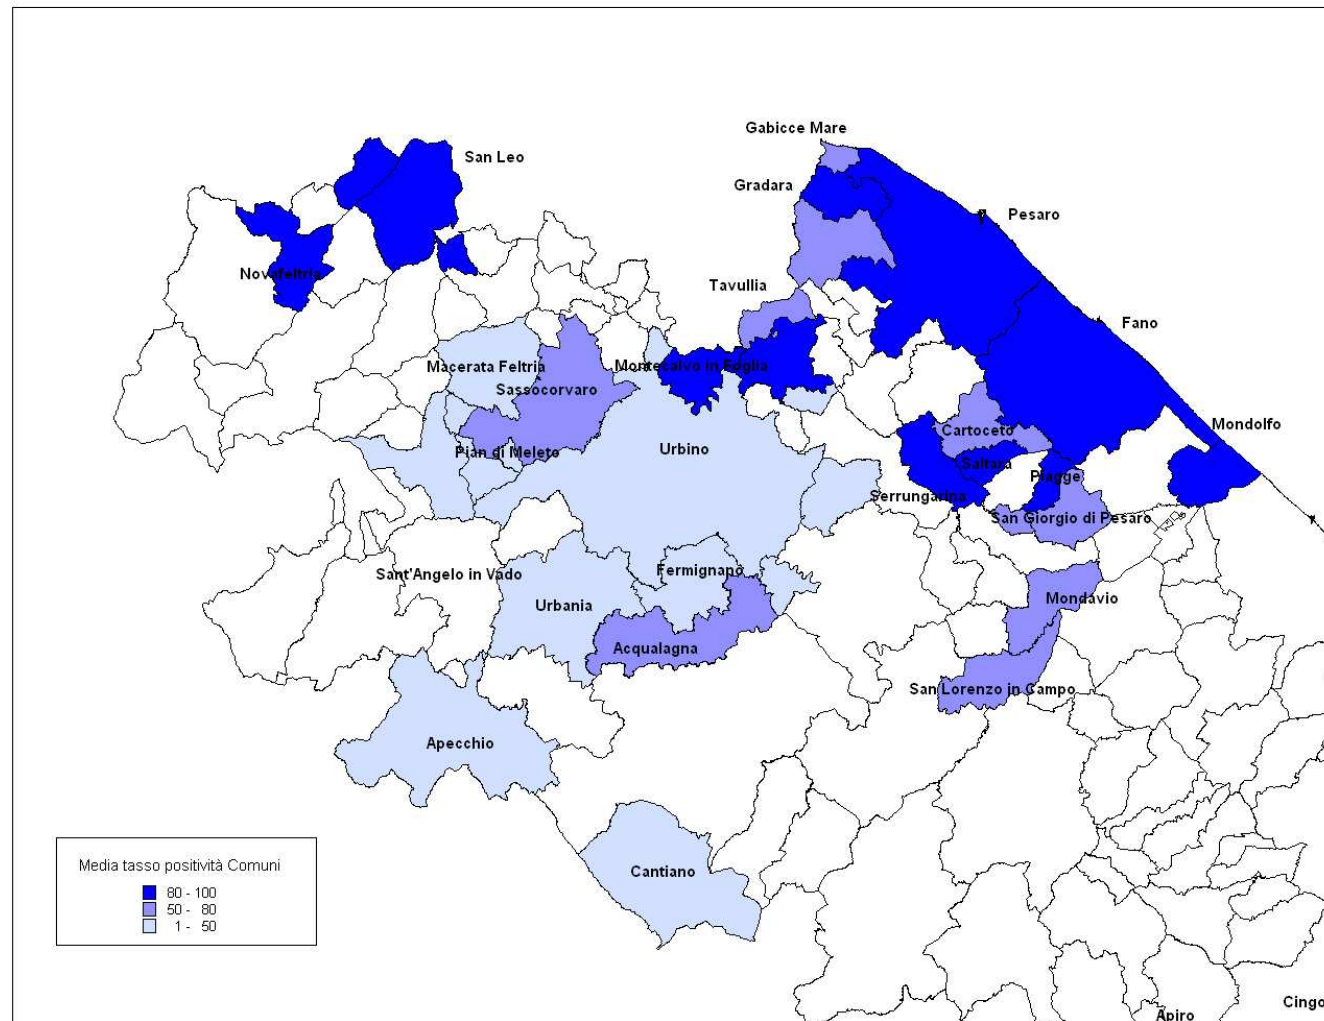 Gabicce Mare
San Leo
Gradara
Pesaro
Novafeltria
Tavullia
Fano
Macerata Feltria
Montecalvo in Foglia
Sassocorvaro
Mondolfo
Cartoceto
Urbino
Pian di Meleto
Saltara
Piagge
Serrungarina
San Giorgio di Pesaro
Fermignano
Sant'Angelo in Vado
Urbania
Mondavio
Acqualagna
San Lorenzo in Campo
Apecchio
Cantiano
Media tasso positività Comuni
80 - 100
50 - 80
1 - 50
Cingo
Apiro